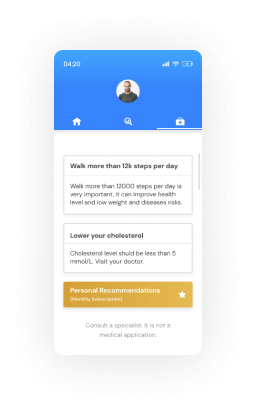 04:20
Walk more than 12k steps per day
Walk more than 12000 steps per day is
very important, it can improve health
level and low weight and diseases risks.
Lower your cholesterol
Cholesterol level shuld be less than 5
mmol/L. Visit your doctor.
Personal Recommendations
(Monthly Subscription)
Consult a specialist. It is not a
medical application.